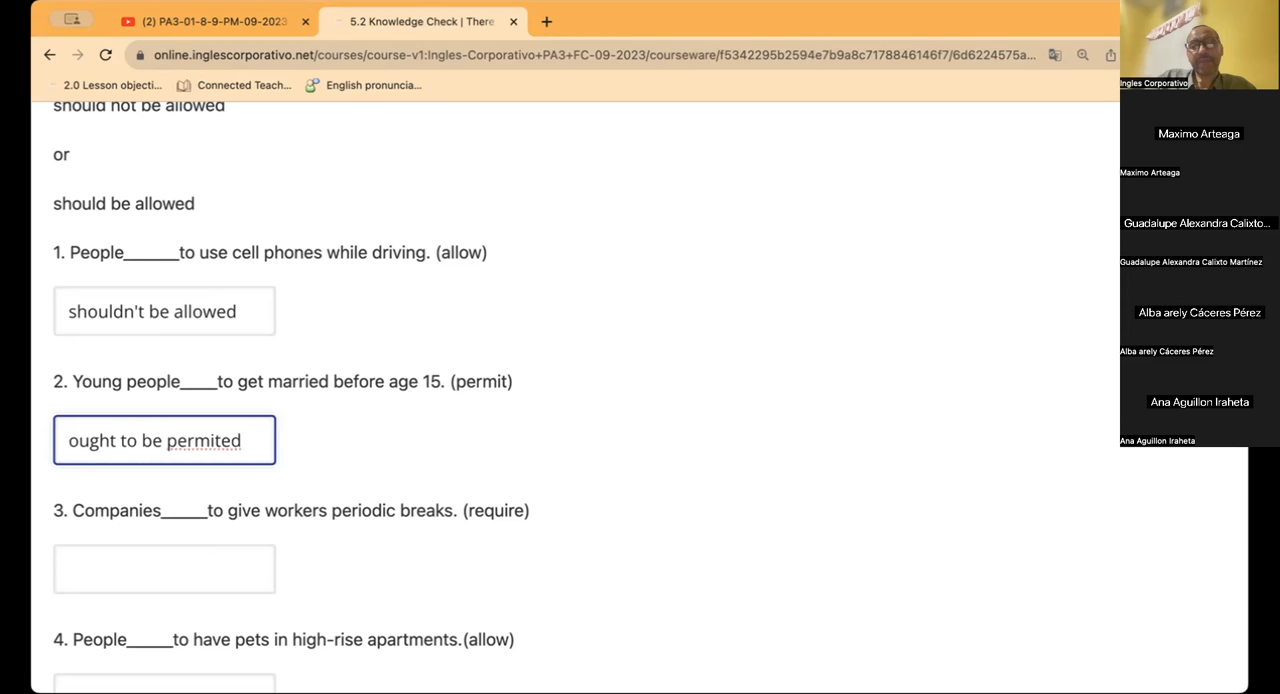 (2) PA3-01-8-9-PM-09-2023
5.2 Knowledge Check | There
online.inglescorporativo.net/courses/course-v1:Ingles-Corporativo+PA3+FC-09-2023/courseware/f5342295b2594e7b9a8c7178846146f7/6d6224575a...
2.0 Lesson objecti...
Connected Teach...
English pronuncia...
should not be allowed
or
should be allowed
1. People______to use cell phones while driving. (allow)
shouldn't be allowed
2. Young people____to get married before age 15. (permit)
ought to be permited
3. Companies_____to give workers periodic breaks. (require)
4. People_____to have pets in high-rise apartments.(allow)
Ingles Corporativo
Maximo Arteaga
Maximo Arteaga
Guadalupe Alexandra Calixto...
Guadalupe Alexandra Calixto Martínez
Alba arely Cáceres Pérez
Alba arely Cáceres Pérez
Ana Aguillon Iraheta
Ana Aguillon Iraheta